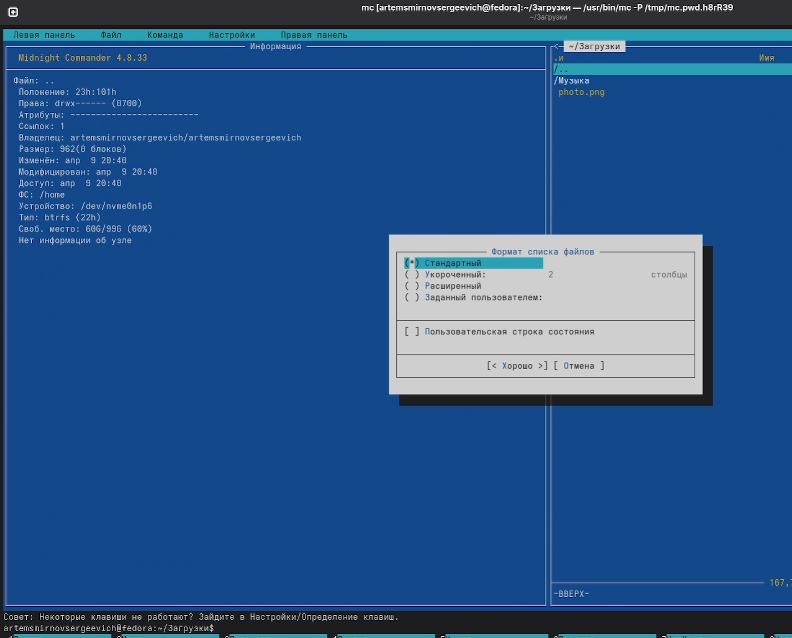 mc [artemsmirnovsergeevich@fedora]:~/Загрузки — /usr/bin/mc -P /tmp/mc.pwd.h8rR39
~/Загрузки
Левая панель Файл Команда Настройки Правая панель
Информация
Midnight Commander 4.8.33
Файл: ..
Положение: 23h:101h
Права: drwx------ (0700)
Атрибуты: -------------------------
Ссылок: 1
Владелец: artemsmirnovsergeevich/artemsmirnovsergeevich
Размер: 962(0 блоков)
Изменён: апр 9 20:40
Модифицирован: апр 9 20:40
Доступ: апр 9 20:40
ФС: /home
Устройство: /dev/nvme0n1p6
Тип: btrfs (22h)
Своб. место: 60G/99G (60%)
Нет информации об узле
<- ~/Загрузки
.и Имя
/..
/Музыка
photo.png
Формат списка файлов
(*) Стандартный
( ) Укороченный: 2 столбцы
( ) Расширенный
( ) Заданный пользователем:
[ ] Пользовательская строка состояния
[< Хорошо >] [ Отмена ]
-ВВЕРХ-
Совет: Некоторые клавиши не работают? Зайдите в Настройки/Определение клавиш.
artemsmirnovsergeevich@fedora:~/Загрузки$